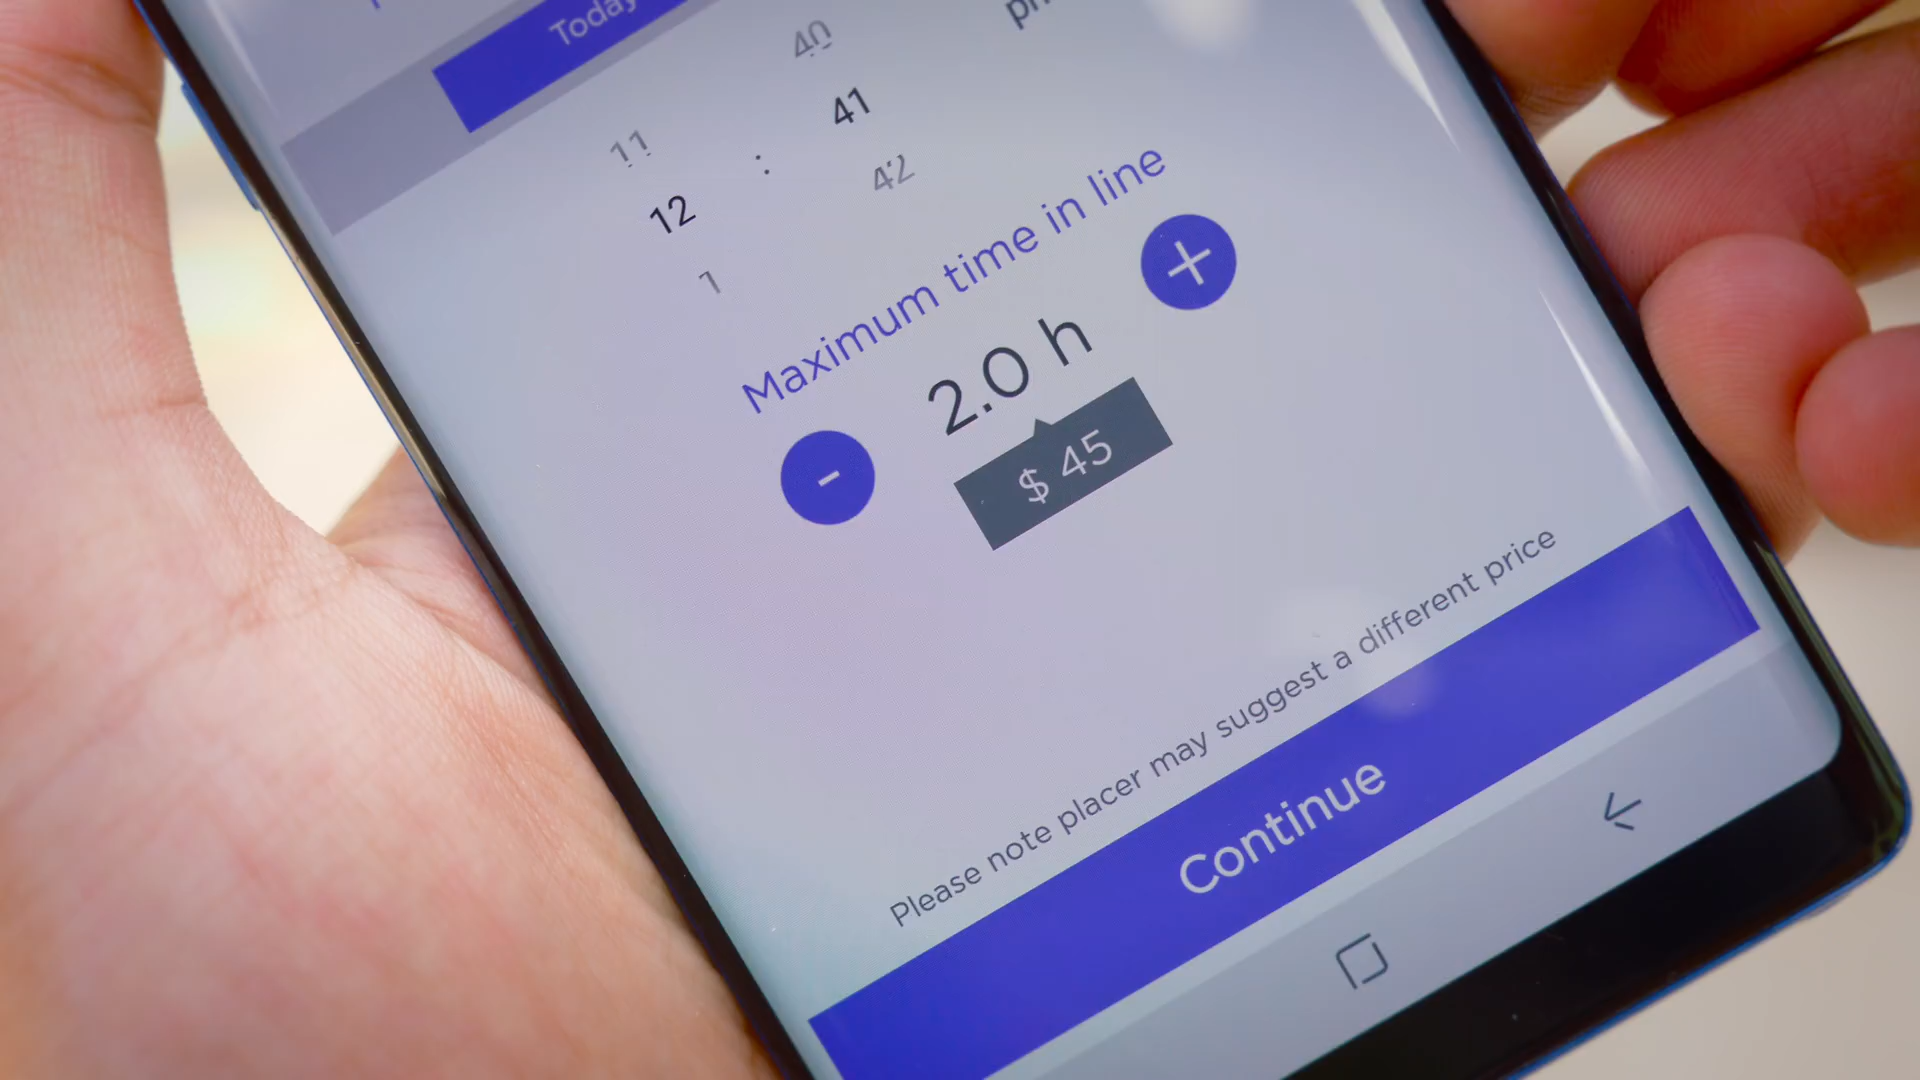 Today
40
11 : 41
12 42
1
Maximum time in line
- 2.0 h +
$ 45
Please note placer may suggest a different price
Continue